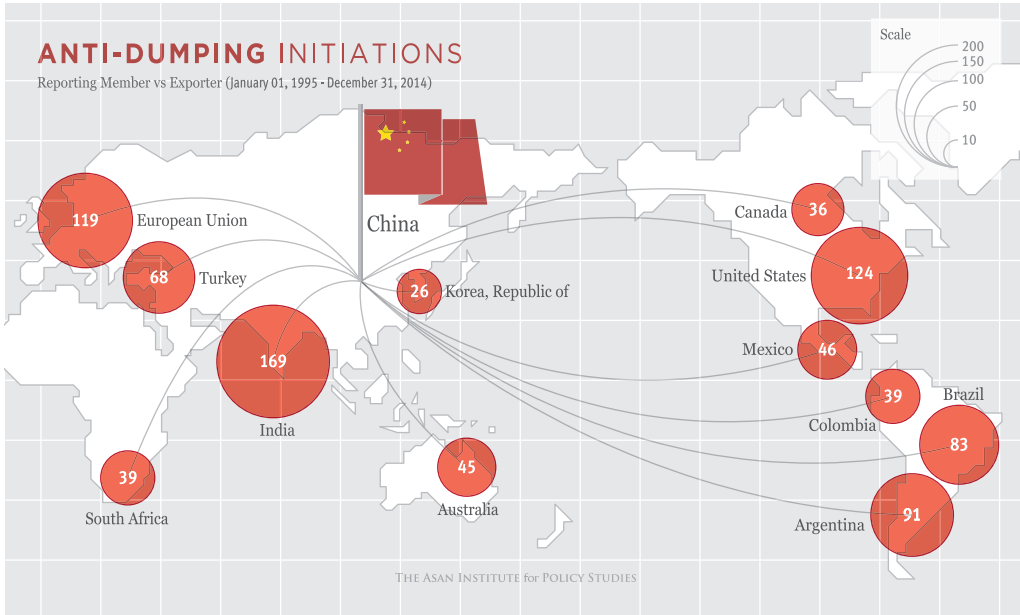 ANTI-DUMPING INITIATIONS
Reporting Member vs Exporter (January 01, 1995 - December 31, 2014)
Scale
200
150
100
50
10
China
119
European Union
68
Turkey
26
Korea, Republic of
169
India
39
South Africa
45
Australia
Canada
36
United States
124
Mexico
46
39
Colombia
Brazil
83
Argentina
91
THE ASAN INSTITUTE for POLICY STUDIES